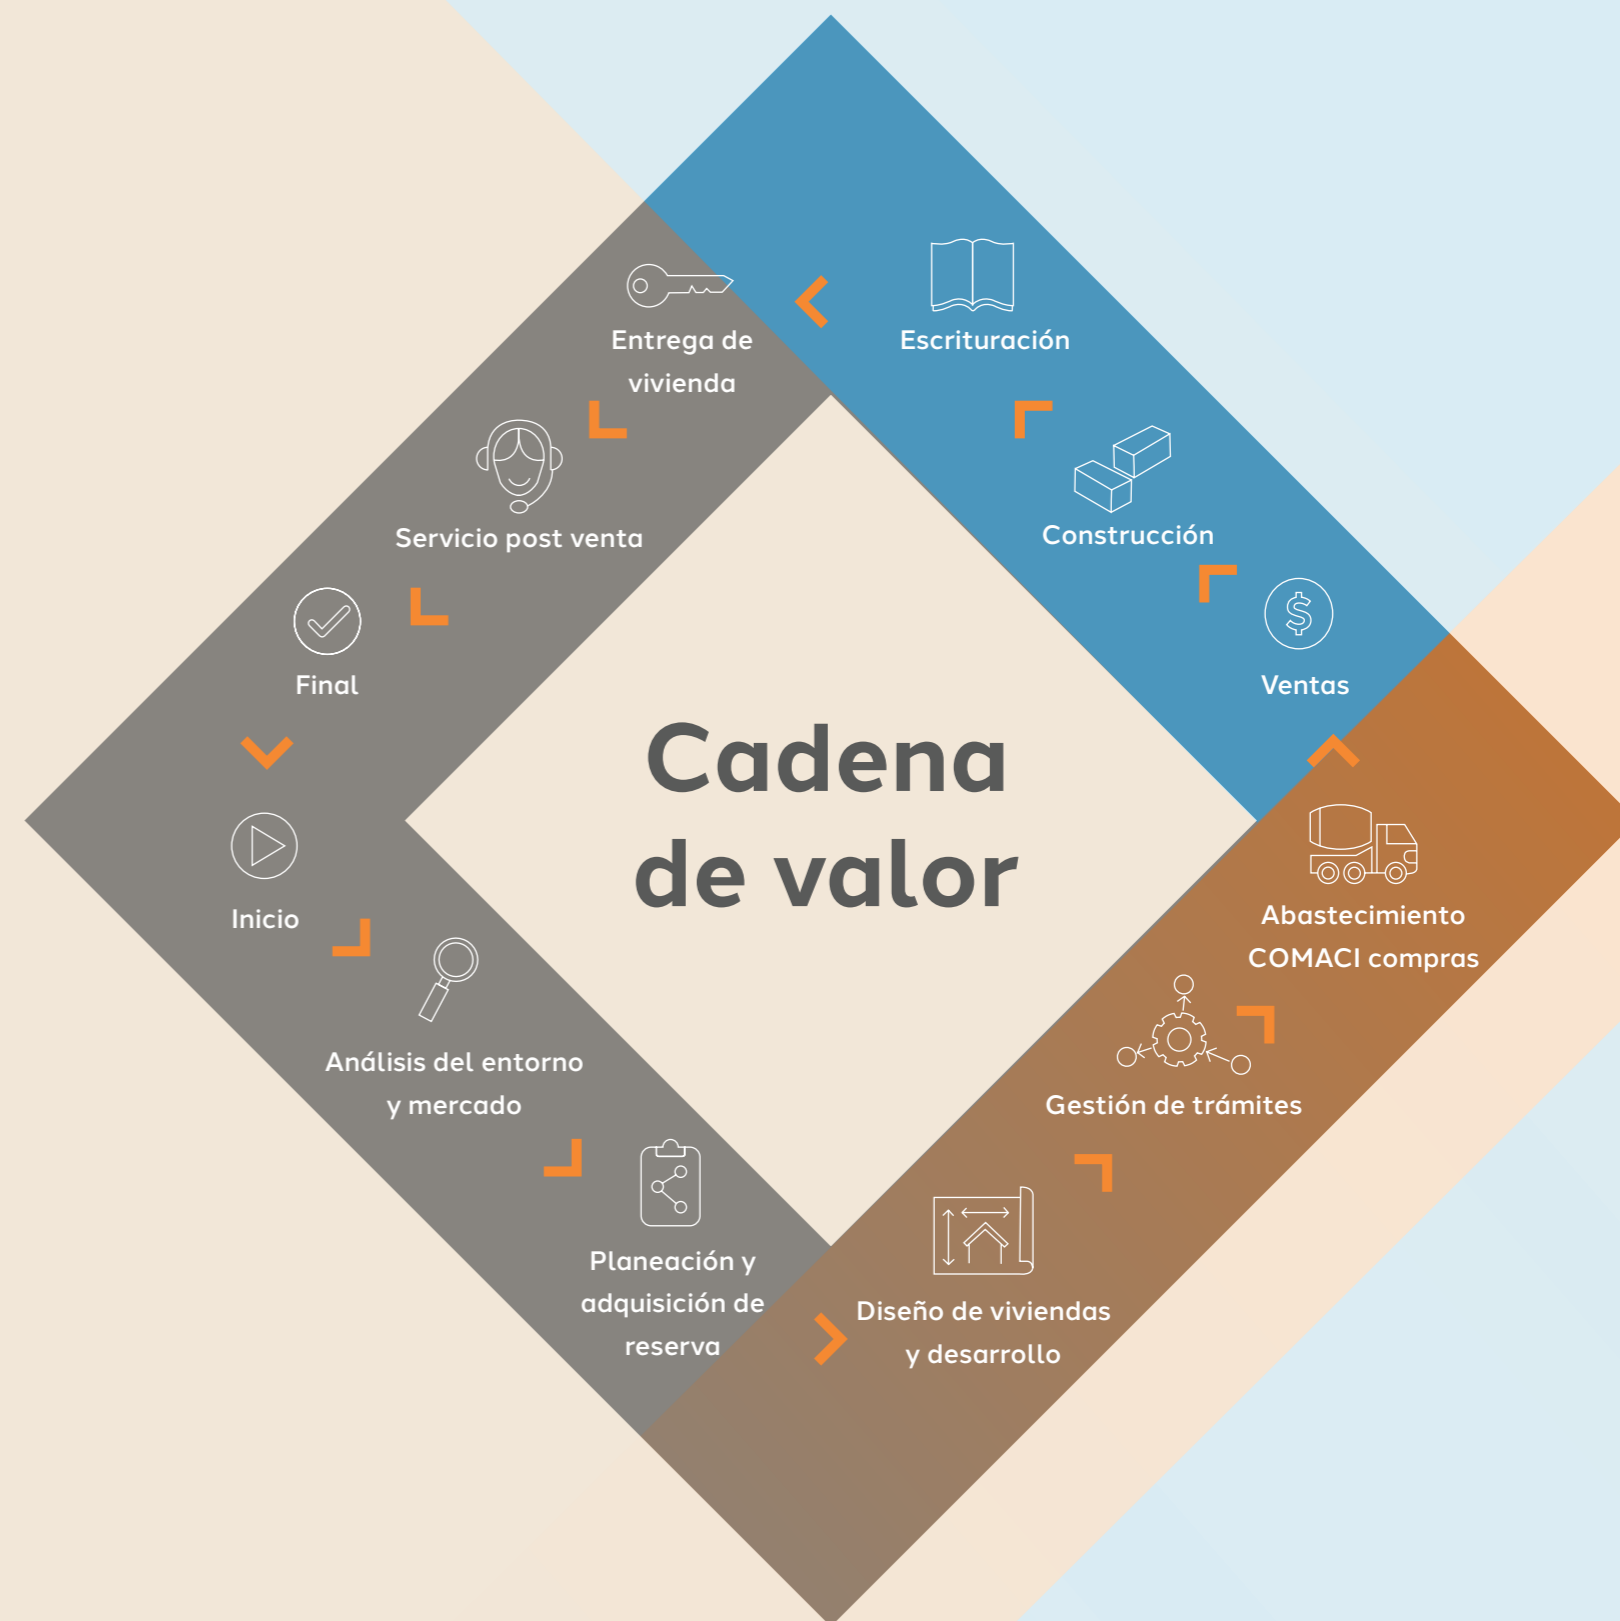 Cadena
de valor
Inicio
Análisis del entorno
y mercado
Planeación y
adquisición de
reserva
Diseño de viviendas
y desarrollo
Gestión de trámites
Abastecimiento
COMACI compras
Ventas
Construcción
Escrituración
Entrega de
vivienda
Servicio post venta
Final